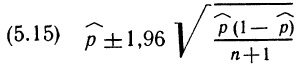 (5.15) p̂ ± 1,96 √(p̂(1 − p̂) / (n+1))